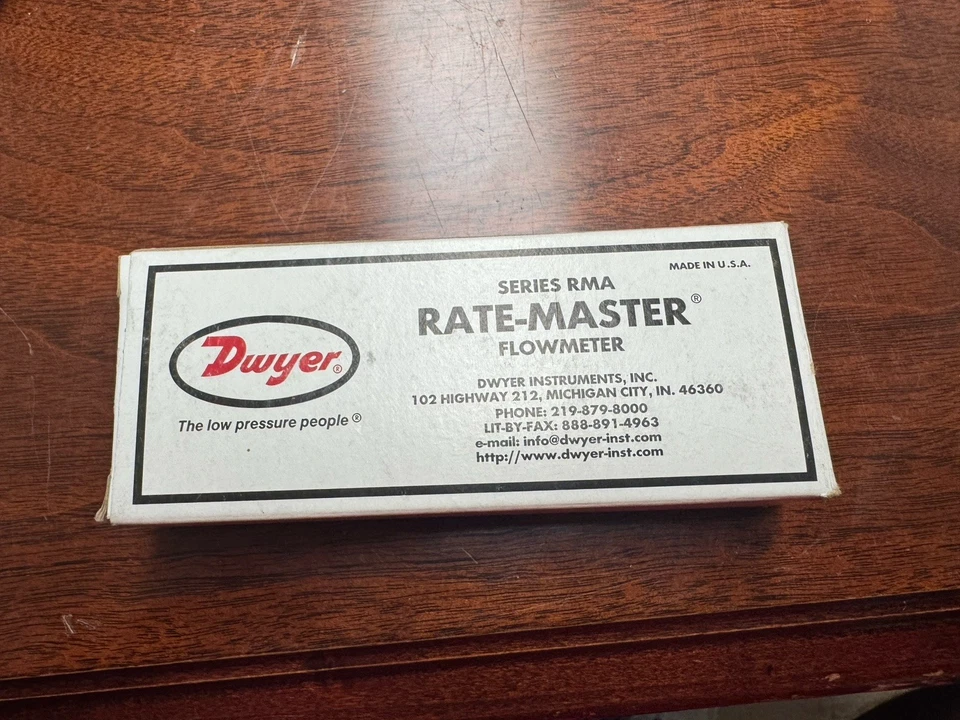 MADE IN U.S.A.
SERIES RMA
RATE-MASTER®
FLOWMETER
Dwyer®
The low pressure people®
DWYER INSTRUMENTS, INC.
102 HIGHWAY 212, MICHIGAN CITY, IN. 46360
PHONE: 219-879-8000
LIT-BY-FAX: 888-891-4963
e-mail: info@dwyer-inst.com
http://www.dwyer-inst.com